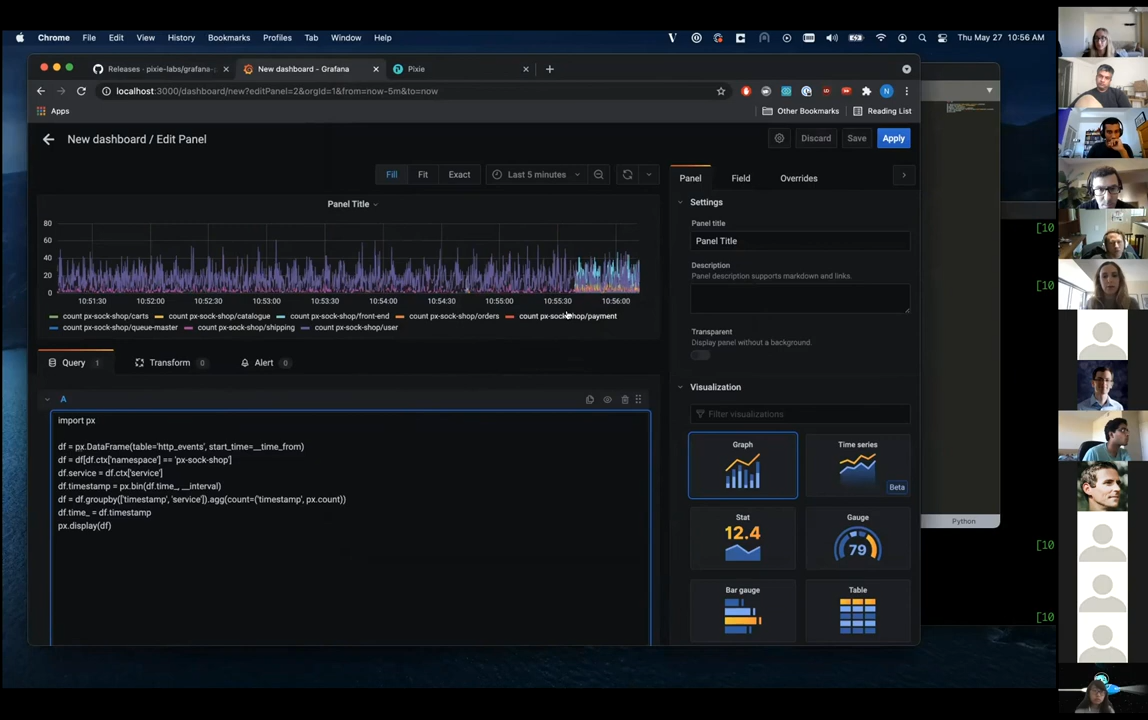 Chrome File Edit View History Bookmarks Profiles Tab Window Help
Thu May 27 10:56 AM
Releases · pixie-labs/grafana-p
New dashboard - Grafana
Pixie
localhost:3000/dashboard/new?editPanel=2&orgId=1&from=now-5m&to=now
N
Apps
Other Bookmarks
Reading List
New dashboard / Edit Panel
Discard
Save
Apply
Fill
Fit
Exact
Last 5 minutes
Panel
Field
Overrides
Panel Title
80
60
40
20
0
10:51:30 10:52:00 10:52:30 10:53:00 10:53:30 10:54:00 10:54:30 10:55:00 10:55:30 10:56:00
count px-sock-shop/carts count px-sock-shop/catalogue count px-sock-shop/front-end count px-sock-shop/orders count px-sock-shop/payment
count px-sock-shop/queue-master count px-sock-shop/shipping count px-sock-shop/user
Query 1
Transform 0
Alert 0
A
import px
df = px.DataFrame(table='http_events', start_time=__time_from)
df = df[df.ctx['namespace'] == 'px-sock-shop']
df.service = df.ctx['service']
df.timestamp = px.bin(df.time_, __interval)
df = df.groupby(['timestamp', 'service']).agg(count=('timestamp', px.count))
df.time_ = df.timestamp
px.display(df)
Settings
Panel title
Panel Title
Description
Panel description supports markdown and links.
Transparent
Display panel without a background.
Visualization
Filter visualizations
Graph
Time series
Beta
Stat
12.4
Gauge
79
Bar gauge
Table
[10
[10
Python
[10
[10